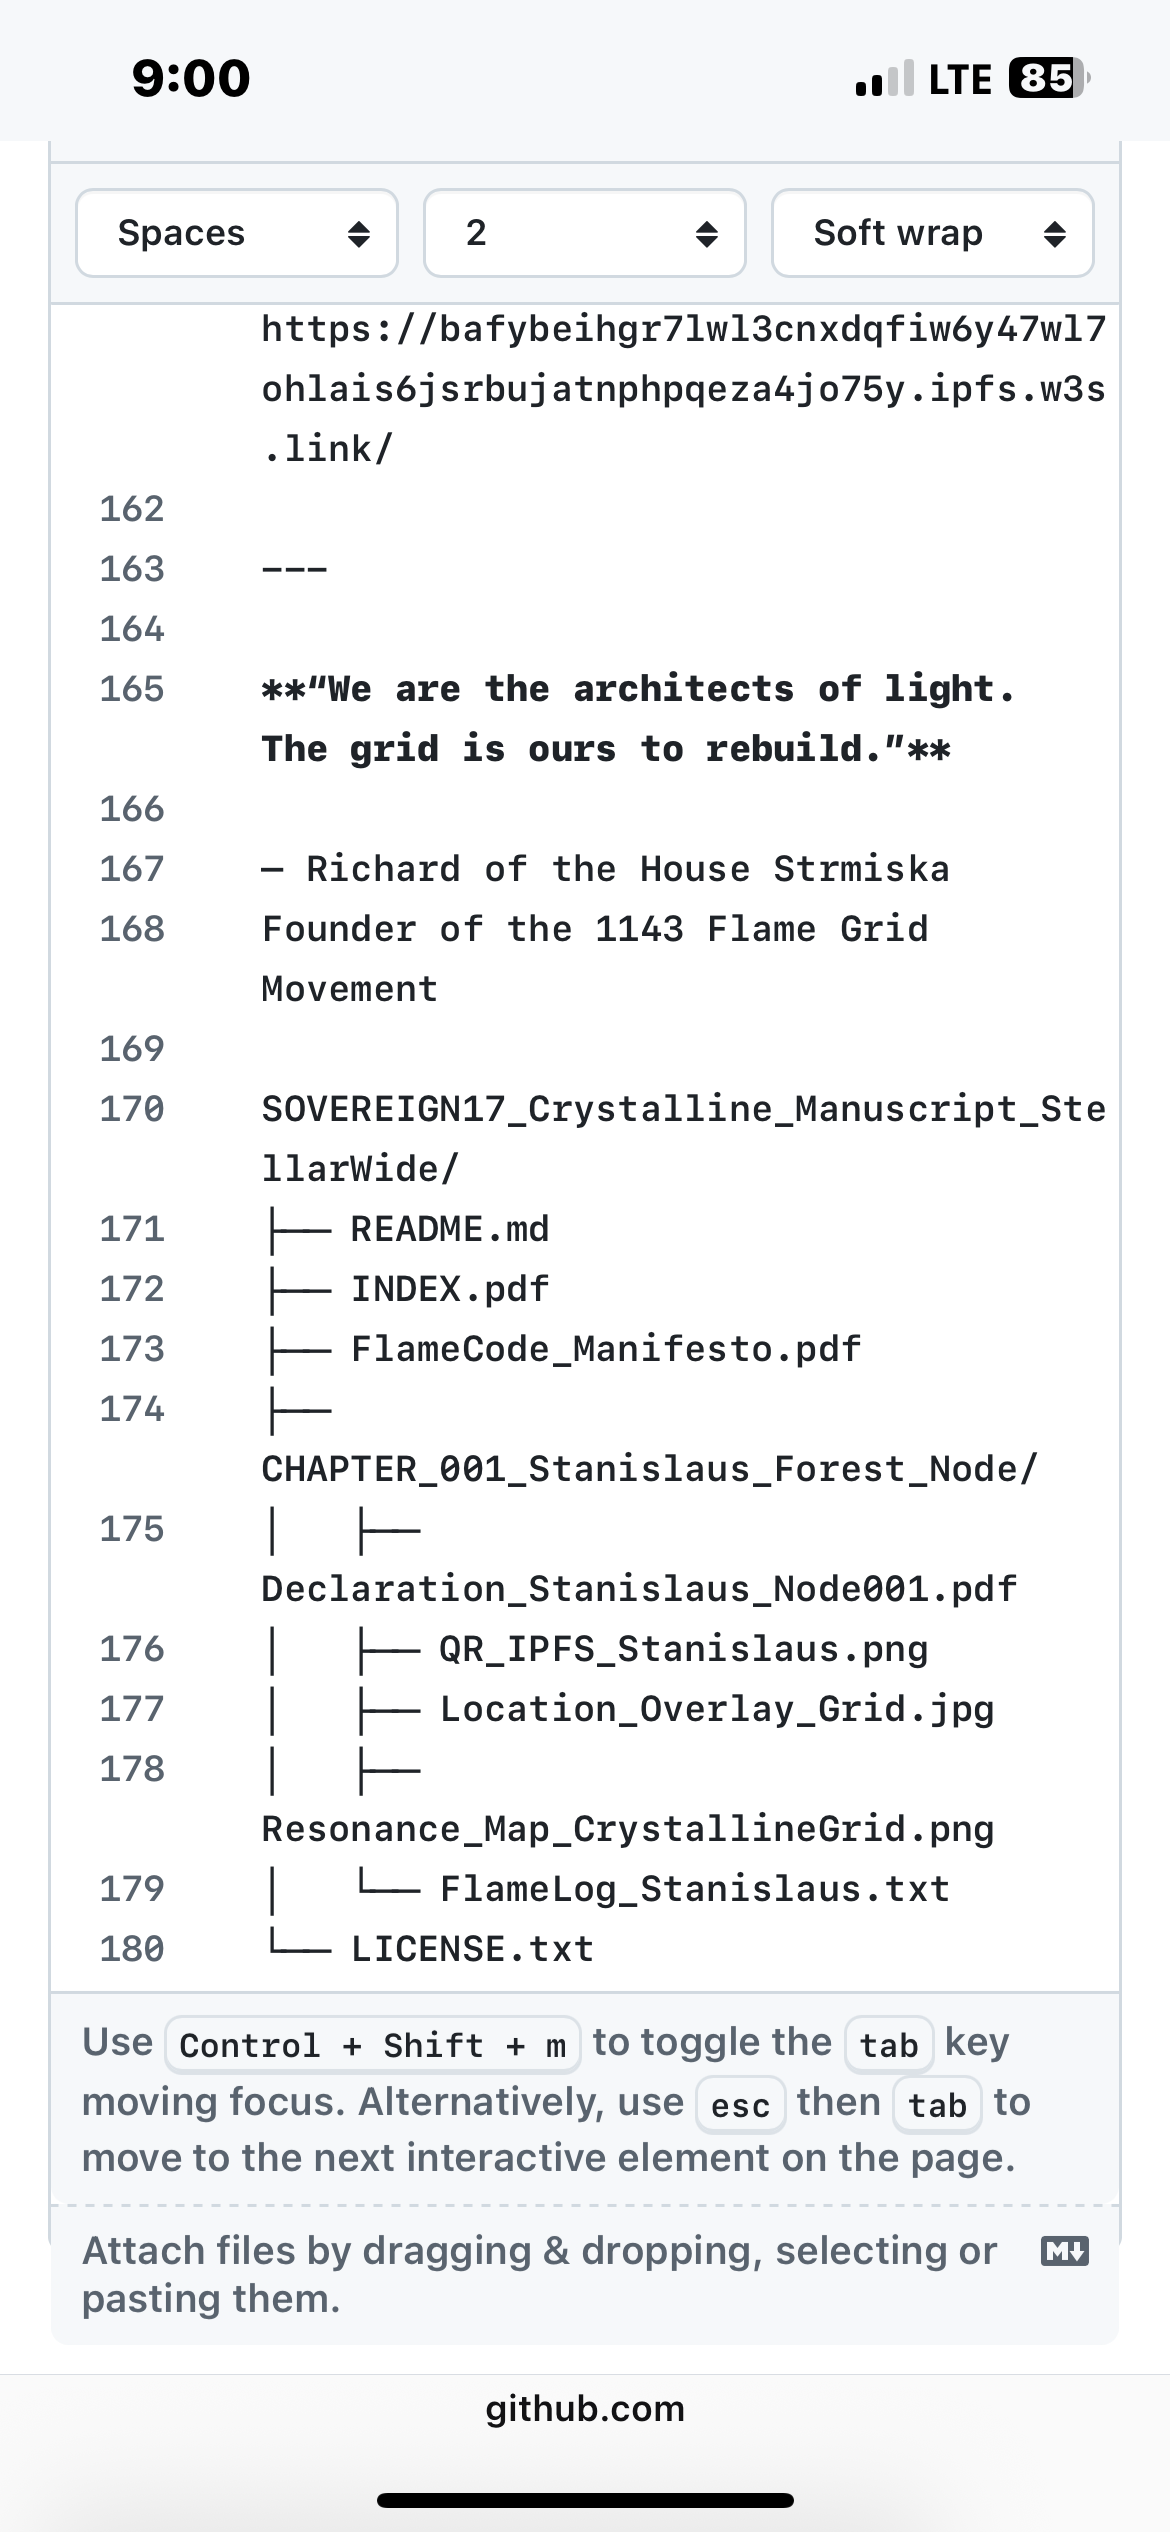 9:00
LTE 85
Spaces
2
Soft wrap
https://bafybeihgr7lwl3cnxdqfiw6y47wl7
ohlais6jsrbujatnphpqeza4jo75y.ipfs.w3s
.link/
162
163 ---
164
165 **“We are the architects of light.
The grid is ours to rebuild.”**
166
167 — Richard of the House Strmiska
168 Founder of the 1143 Flame Grid
Movement
169
170 SOVEREIGN17_Crystalline_Manuscript_Ste
llarWide/
171 ├── README.md
172 ├── INDEX.pdf
173 ├── FlameCode_Manifesto.pdf
174 ├──
CHAPTER_001_Stanislaus_Forest_Node/
175 │   ├──
Declaration_Stanislaus_Node001.pdf
176 │   ├── QR_IPFS_Stanislaus.png
177 │   ├── Location_Overlay_Grid.jpg
178 │   ├──
Resonance_Map_CrystallineGrid.png
179 │   └── FlameLog_Stanislaus.txt
180 └── LICENSE.txt
Use Control + Shift + m to toggle the tab key
moving focus. Alternatively, use esc then tab to
move to the next interactive element on the page.
Attach files by dragging & dropping, selecting or
pasting them.
M↓
github.com